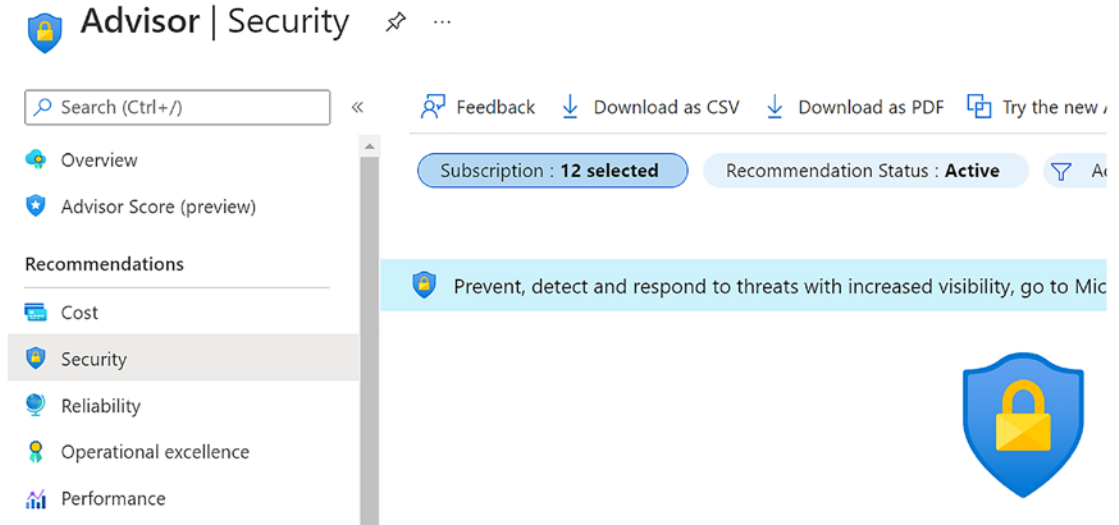 Advisor | Security
Search (Ctrl+/)
Feedback
Download as CSV
Download as PDF
Try the new
Overview
Subscription : 12 selected
Recommendation Status : Active
Advisor Score (preview)
Recommendations
Prevent, detect and respond to threats with increased visibility, go to
Cost
Security
Reliability
Operational excellence
Performance